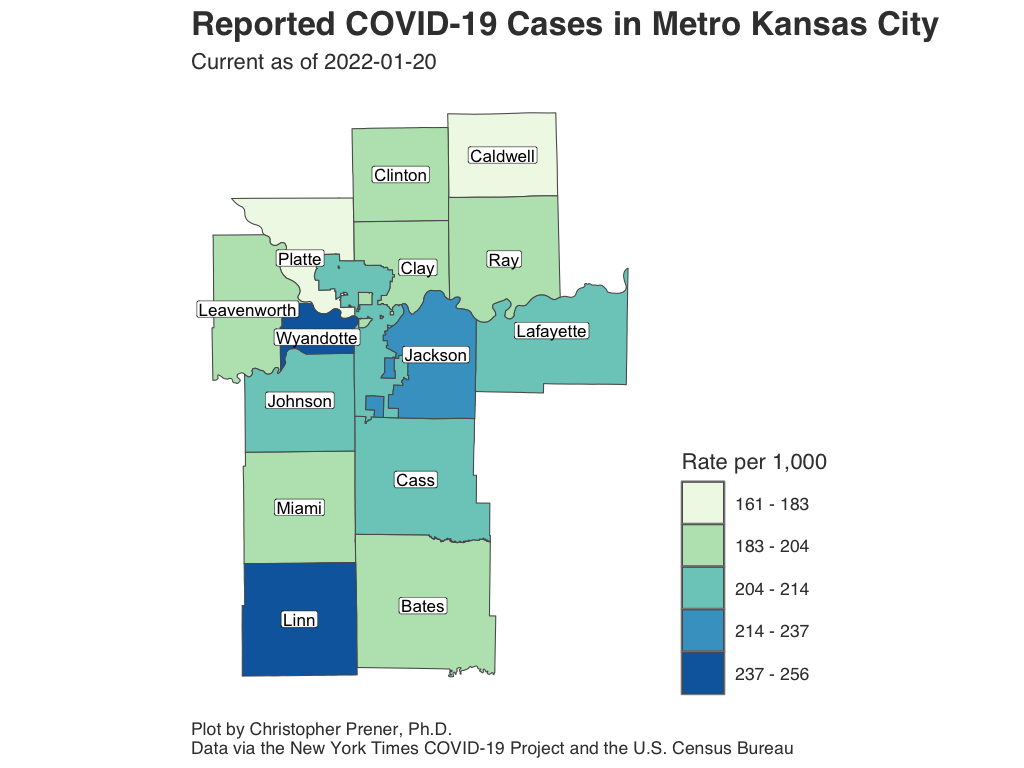 Reported COVID-19 Cases in Metro Kansas City
Current as of 2022-01-20
Caldwell
Clinton
Platte
Clay
Ray
Leavenworth
Wyandotte
Lafayette
Jackson
Johnson
Cass
Miami
Bates
Linn
Rate per 1,000
161 - 183
183 - 204
204 - 214
214 - 237
237 - 256
Plot by Christopher Prener, Ph.D.
Data via the New York Times COVID-19 Project and the U.S. Census Bureau